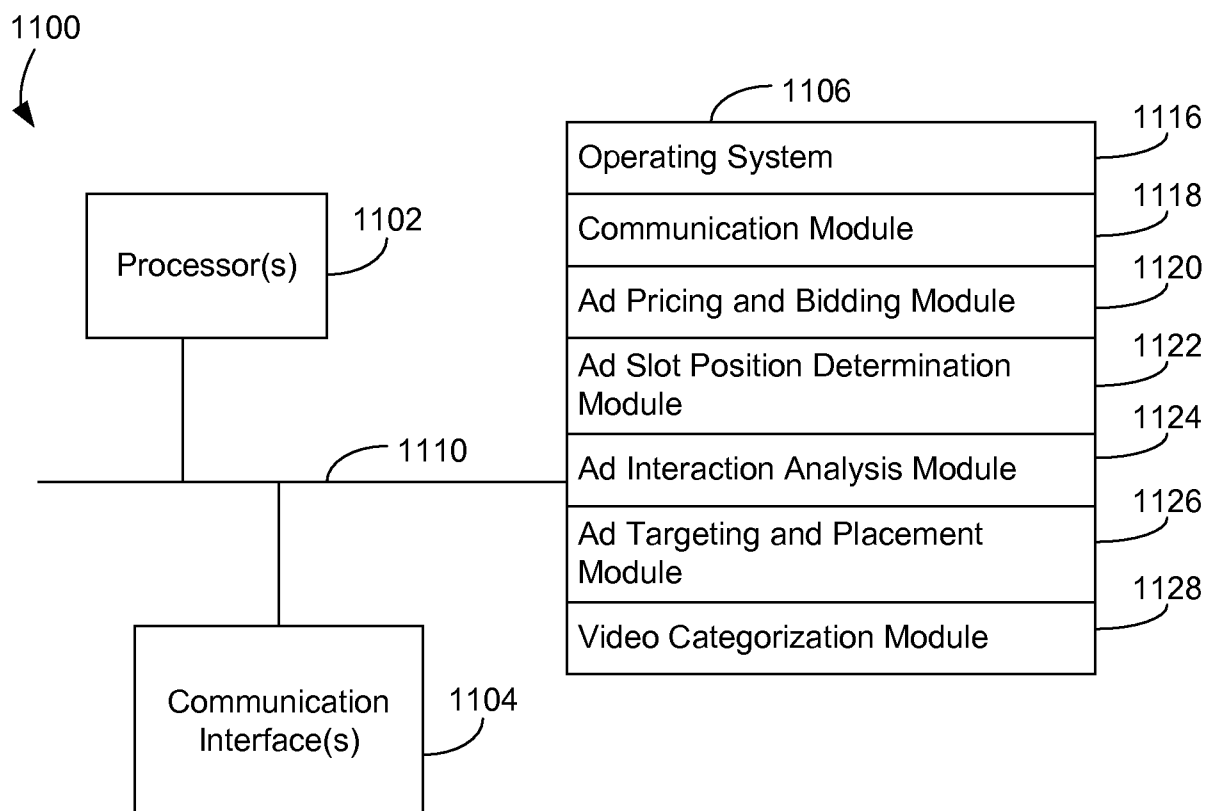 1100
1106
1116
Operating System
1118
Communication Module
1102
Processor(s)
1120
Ad Pricing and Bidding Module
1122
Ad Slot Position Determination
Module
1124
1110
Ad Interaction Analysis Module
1126
Ad Targeting and Placement
Module
1128
Video Categorization Module
Communication
Interface(s)
1104